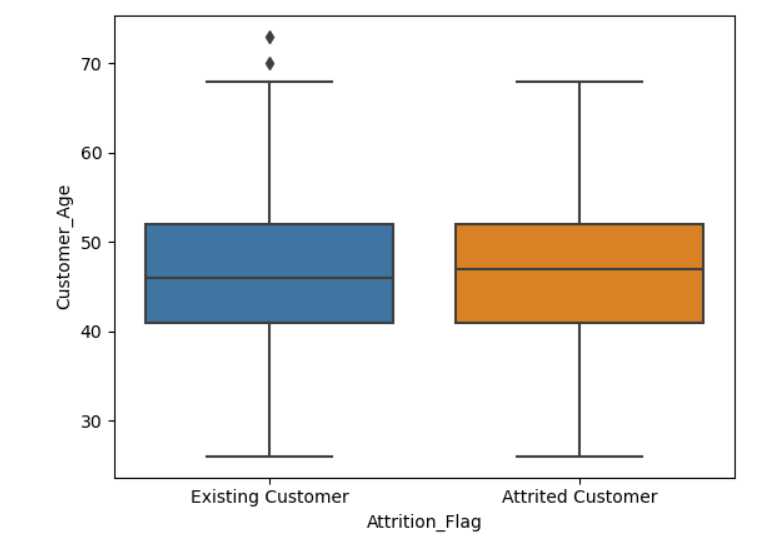 70
60
50
40
30
Customer_Age
Existing Customer
Attrited Customer
Attrition_Flag